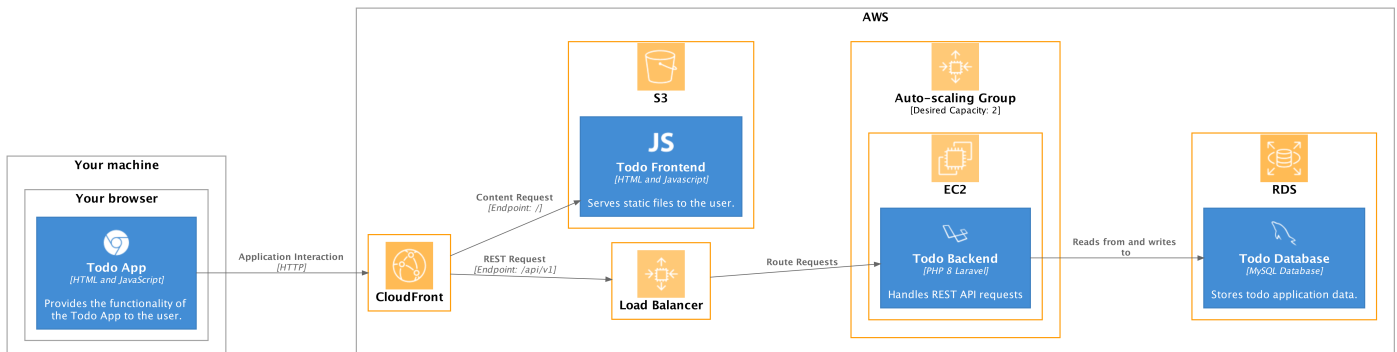 AWS
S3
JS
Todo Frontend
[HTML and Javascript]
Serves static files to the user.
Auto-scaling Group
[Desired Capacity: 2]
EC2
Todo Backend
[PHP 8 Laravel]
Handles REST API requests
RDS
Todo Database
[MySQL Database]
Stores todo application data.
Your machine
Your browser
Todo App
[HTML and JavaScript]
Provides the functionality of
the Todo App to the user.
Application Interaction
[HTTP]
CloudFront
Content Request
[Endpoint: /]
REST Request
[Endpoint: /api/v1]
Load Balancer
Route Requests
Reads from and writes
to